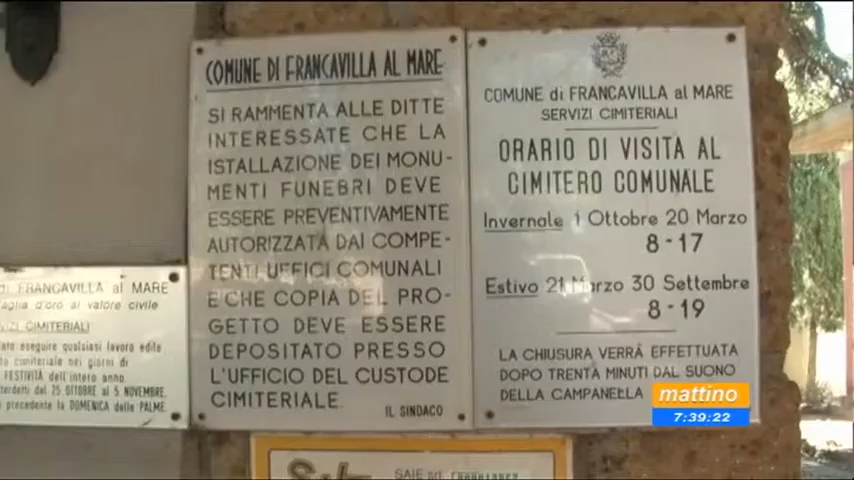 COMUNE DI FRANCAVILLA AL MARE
SI RAMMENTA ALLE DITTE
INTERESSATE CHE LA
ISTALLAZIONE DEI MONU-
MENTI FUNEBRI DEVE
ESSERE PREVENTIVAMENTE
AUTORIZZATA DAI COMPE-
TENTI UFFICI COMUNALI
E CHE COPIA DEL PRO-
GETTO DEVE ESSERE
DEPOSITATO PRESSO
L'UFFICIO DEL CUSTODE
CIMITERIALE.
IL SINDACO
COMUNE di FRANCAVILLA al MARE
SERVIZI CIMITERIALI
ORARIO DI VISITA AL
CIMITERO COMUNALE
Invernale 1 Ottobre 20 Marzo
8-17
Estivo 21 Marzo 30 Settembre
8-19
LA CHIUSURA VERRÀ EFFETTUATA
DOPO TRENTA MINUTI DAL SUONO
DELLA CAMPANELLA
di FRANCAVILLA al MARE
d'oro al valore civile
CIMITERIALI
eseguire qualsiasi lavoro edile
cimiteriale nei giorni di
FESTIVITÀ dell'intero anno
dal 25 OTTOBRE al 5 NOVEMBRE
precedente la DOMENICA delle PALME
mattino
7:39:22